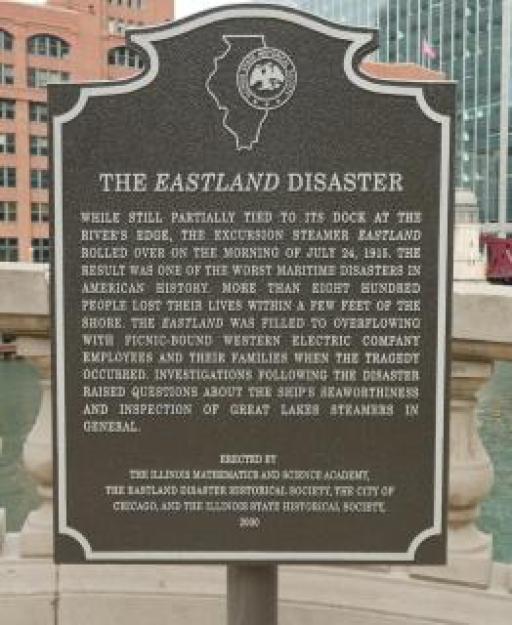 THE EASTLAND DISASTER
WHILE STILL PARTIALLY TIED TO ITS DOCK AT THE
RIVER'S EDGE, THE EXCURSION STEAMER EASTLAND
ROLLED OVER ON THE MORNING OF JULY 24, 1915. THE
RESULT WAS ONE OF THE WORST MARITIME DISASTERS IN
AMERICAN HISTORY. MORE THAN EIGHT HUNDRED
PEOPLE LOST THEIR LIVES WITHIN A FEW FEET OF THE
SHORE. THE EASTLAND WAS FILLED TO OVERFLOWING
WITH PICNIC-BOUND WESTERN ELECTRIC COMPANY
EMPLOYEES AND THEIR FAMILIES WHEN THE TRAGEDY
OCCURRED. INVESTIGATIONS FOLLOWING THE DISASTER
RAISED QUESTIONS ABOUT THE SHIP'S SEAWORTHINESS
AND INSPECTION OF GREAT LAKES STEAMERS IN
GENERAL.
ERECTED BY
THE ILLINOIS MATHEMATICS AND SCIENCE ACADEMY,
THE EASTLAND DISASTER HISTORICAL SOCIETY, THE CITY OF
CHICAGO, AND THE ILLINOIS STATE HISTORICAL SOCIETY,
2000